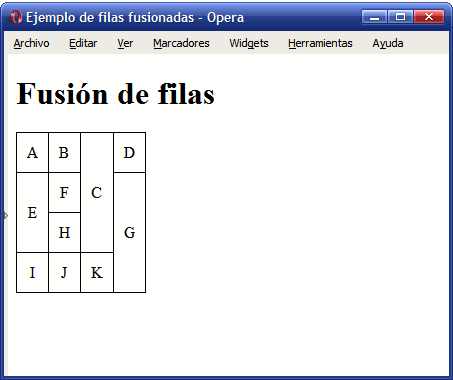 Ejemplo de filas fusionadas - Opera
Archivo Editar Ver Marcadores Widgets Herramientas Ayuda
Fusión de filas
A B C D
E F G
H
I J K